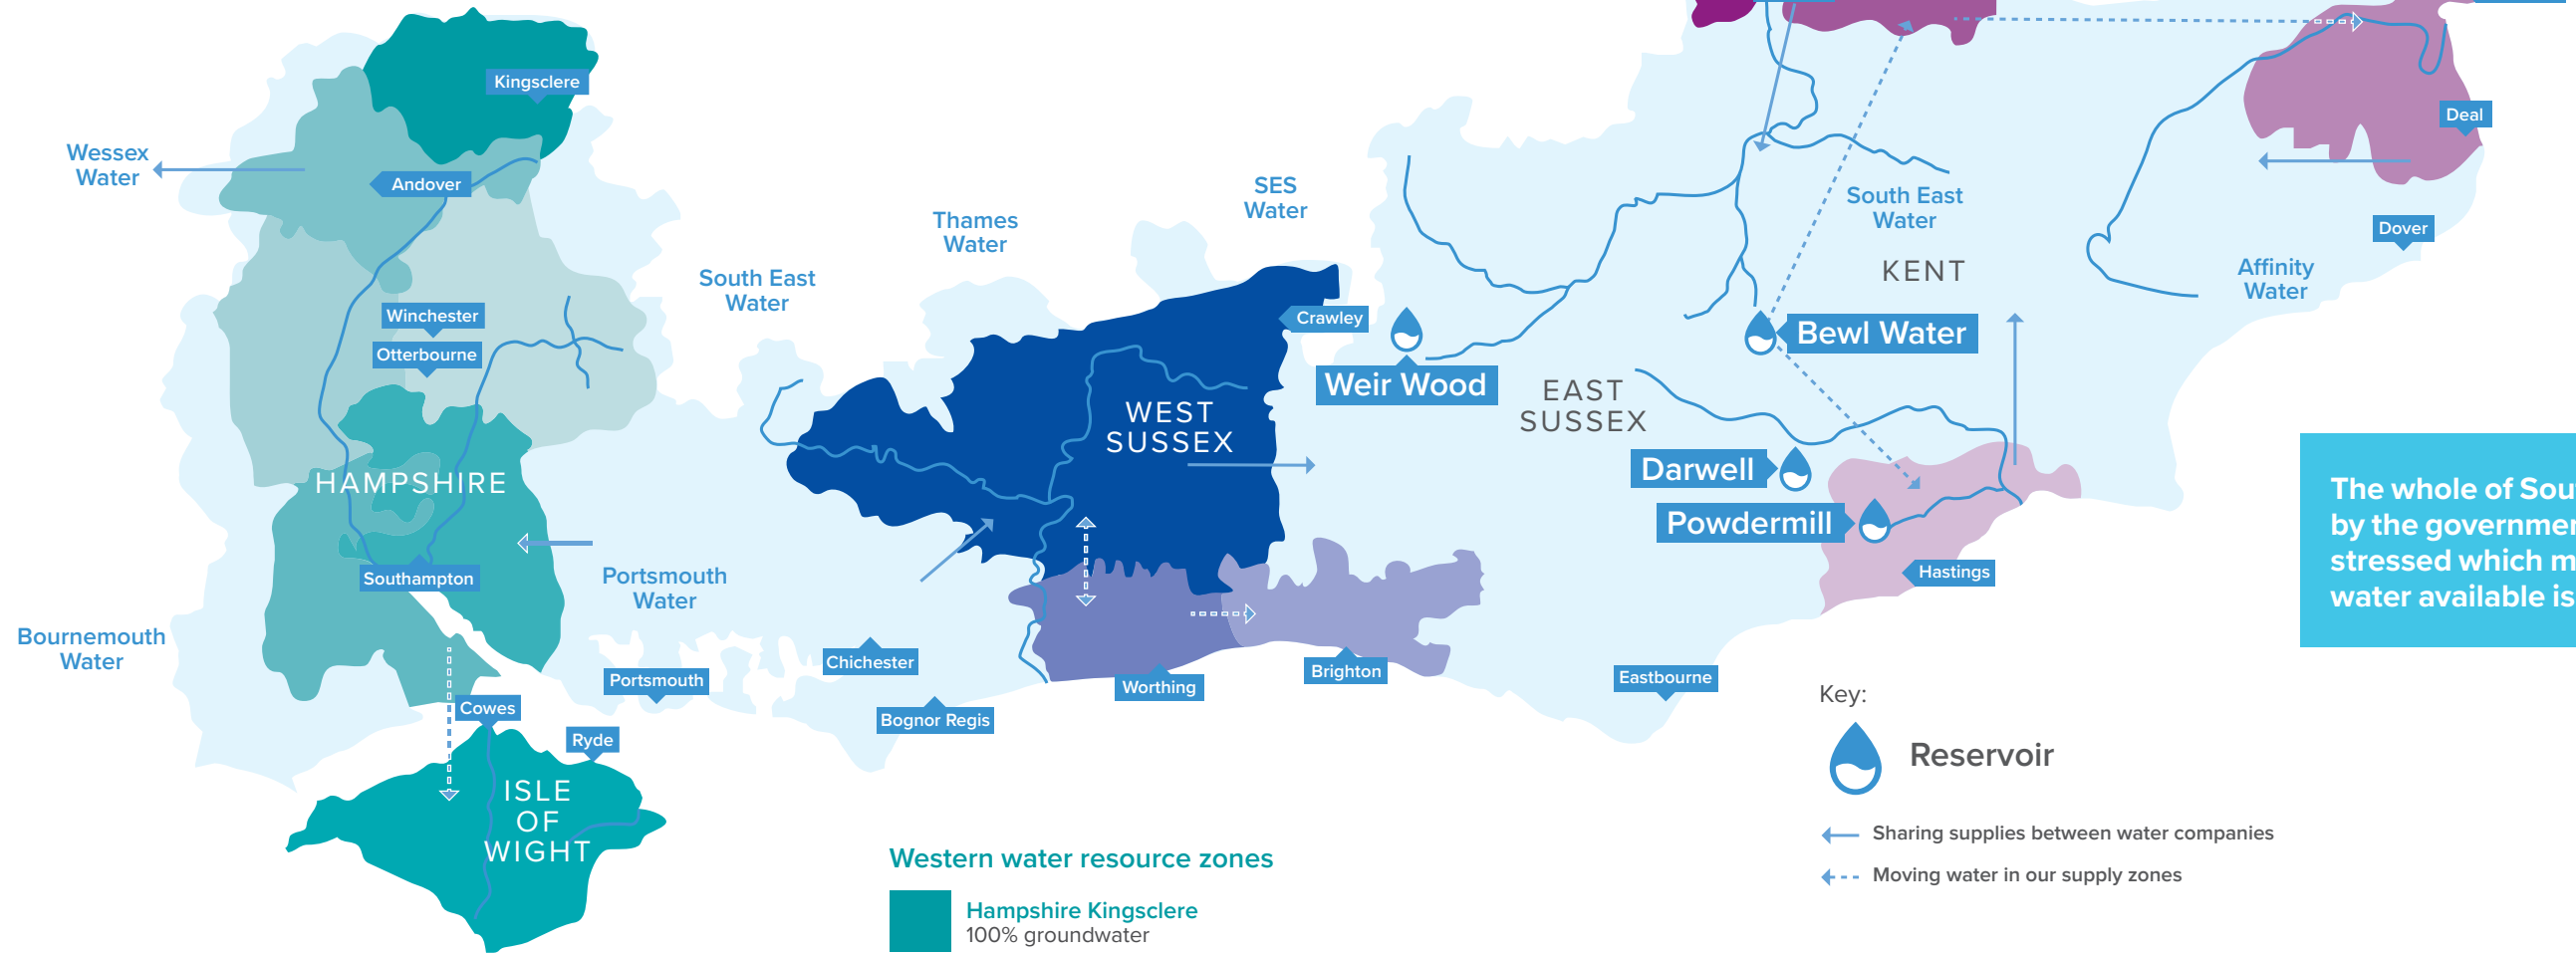 Kingsclere
Wessex
Water
Andover
Winchester
Otterbourne
HAMPSHIRE
Southampton
Bournemouth
Water
Portsmouth
Water
Portsmouth
Cowes
Ryde
ISLE
OF
WIGHT
South East
Water
Thames
Water
SES
Water
Crawley
Weir Wood
WEST
SUSSEX
Chichester
Bognor Regis
Worthing
Brighton
EAST
SUSSEX
South East
Water
KENT
Bewl Water
Darwell
Powdermill
Hastings
Eastbourne
Deal
Dover
Affinity
Water
The whole of Sou
by the governmen
stressed which m
water available is
Key:
Reservoir
Sharing supplies between water companies
Moving water in our supply zones
Western water resource zones
Hampshire Kingsclere
100% groundwater